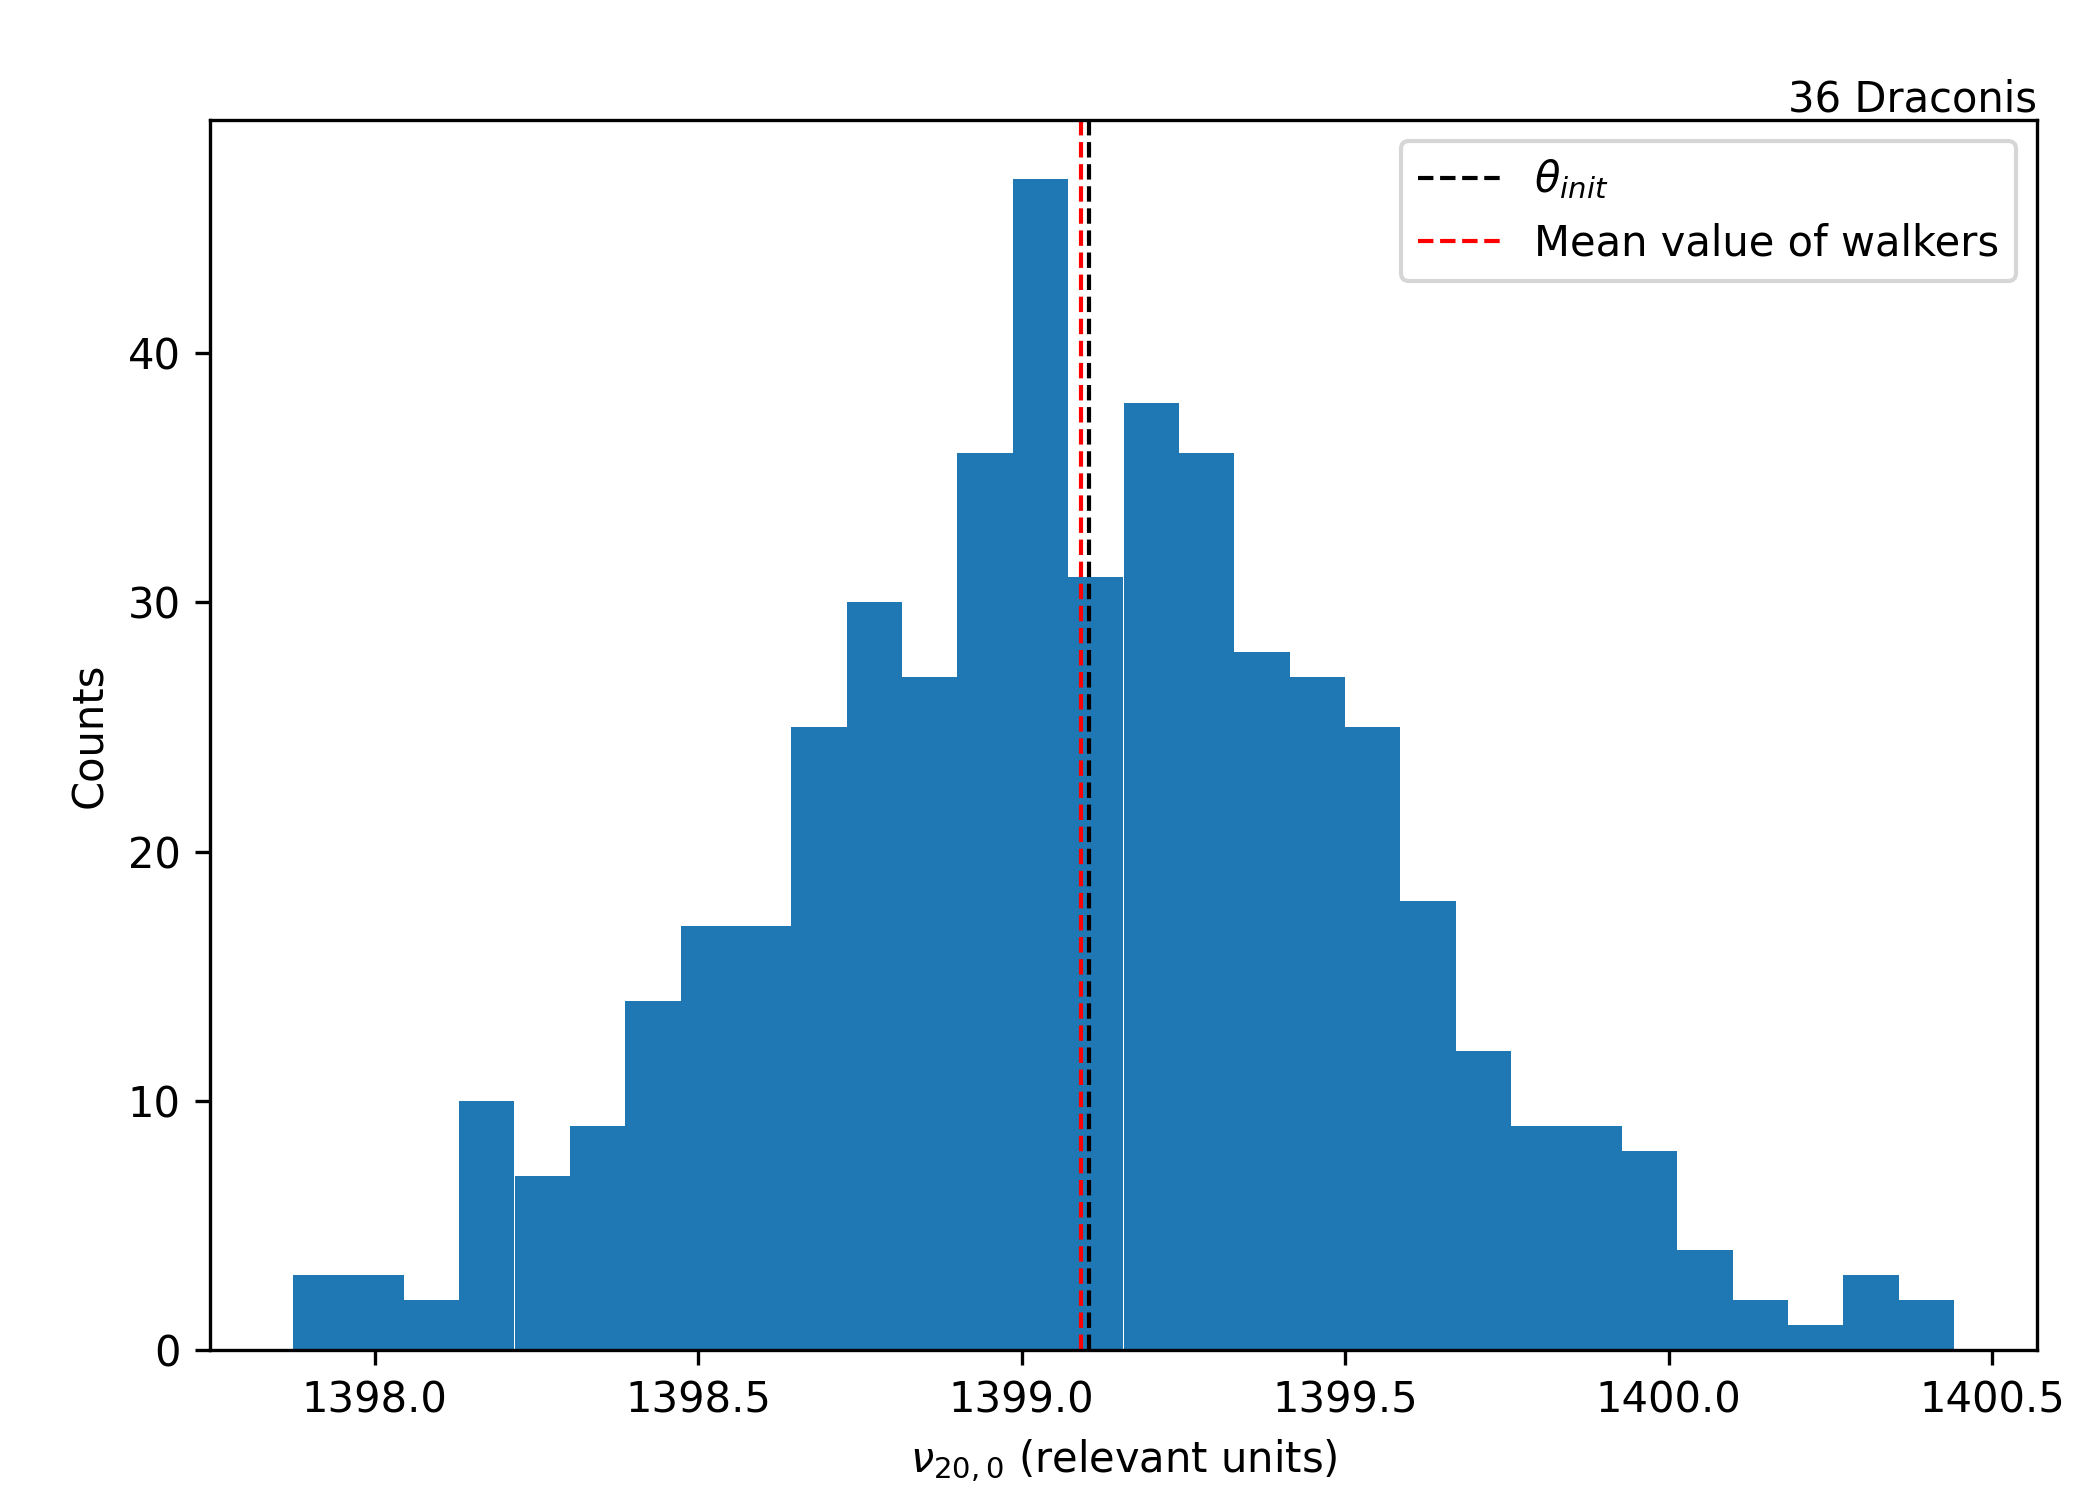 36 Draconis
θinit
Mean value of walkers
40
30
20
10
0
Counts
1398.0 1398.5 1399.0 1399.5 1400.0 1400.5
ν20, 0 (relevant units)